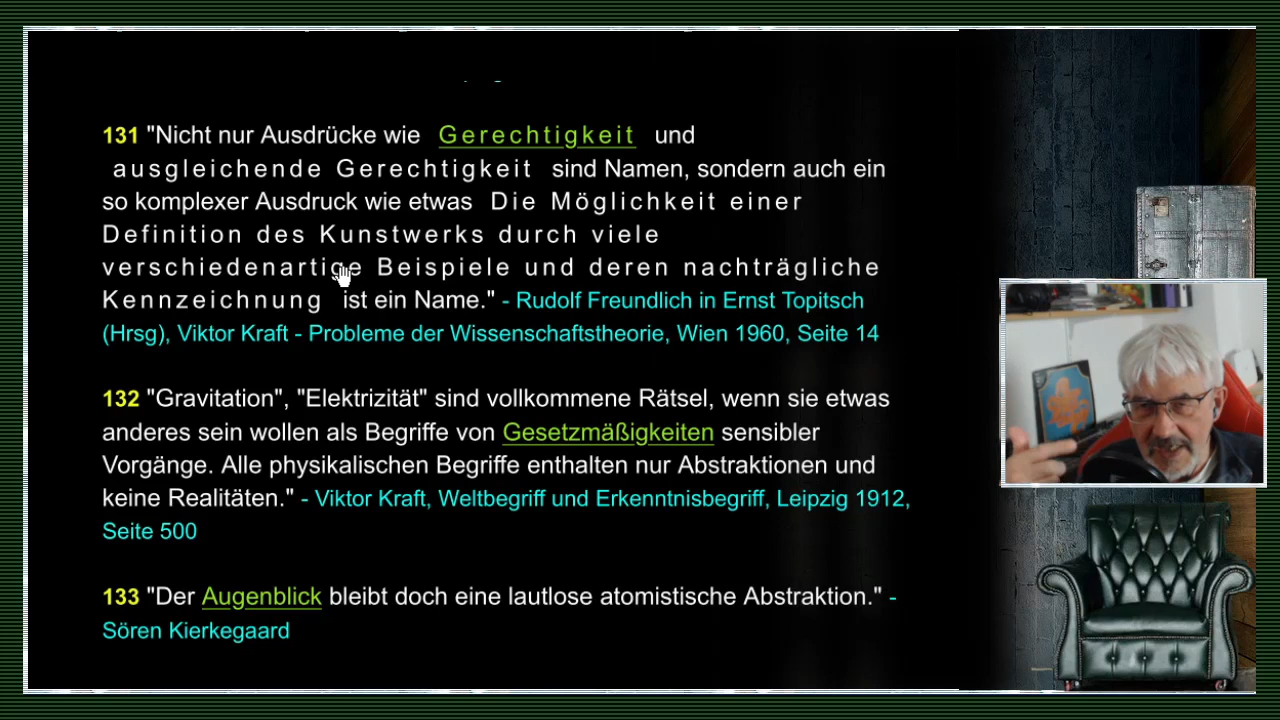 131 "Nicht nur Ausdrücke wie Gerechtigkeit und
ausgleichende Gerechtigkeit sind Namen, sondern auch ein
so komplexer Ausdruck wie etwas Die Möglichkeit einer
Definition des Kunstwerks durch viele
verschiedenartige Beispiele und deren nachträgliche
Kennzeichnung ist ein Name." - Rudolf Freundlich in Ernst Topitsch
(Hrsg), Viktor Kraft - Probleme der Wissenschaftstheorie, Wien 1960, Seite 14
132 "Gravitation", "Elektrizität" sind vollkommene Rätsel, wenn sie etwas
anderes sein wollen als Begriffe von Gesetzmäßigkeiten sensibler
Vorgänge. Alle physikalischen Begriffe enthalten nur Abstraktionen und
keine Realitäten." - Viktor Kraft, Weltbegriff und Erkenntnisbegriff, Leipzig 1912,
Seite 500
133 "Der Augenblick bleibt doch eine lautlose atomistische Abstraktion." -
Sören Kierkegaard